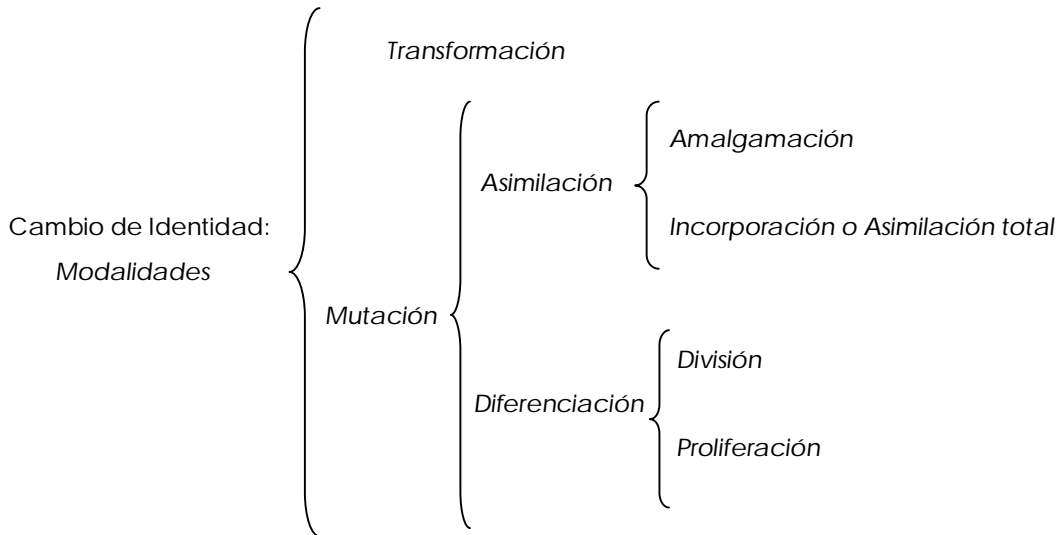 Transformación
Amalgamación
Asimilación
Cambio de Identidad:
Incorporación o Asimilación total
Modalidades
Mutación
División
Diferenciación
Proliferación